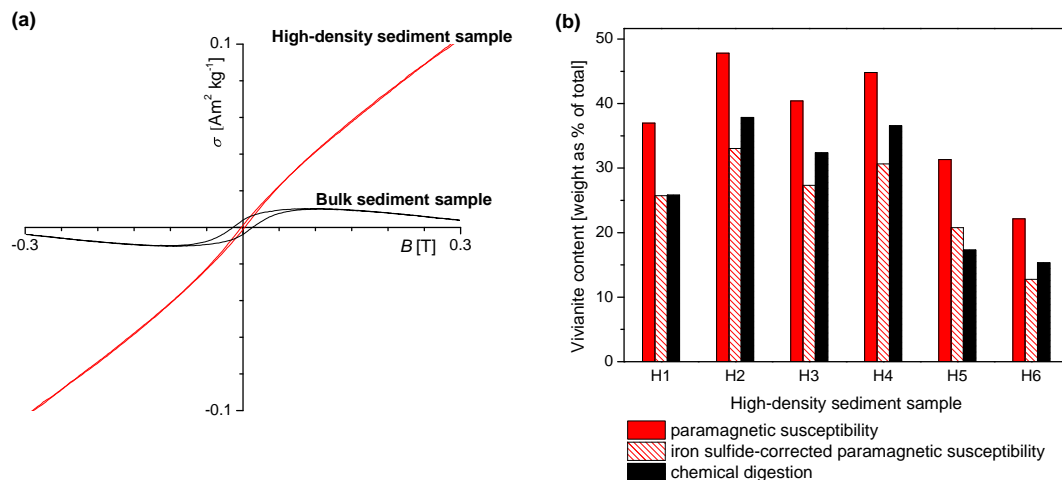 (a)
High-density sediment sample
0.1
σ [Am² kg⁻¹]
Bulk sediment sample
-0.3
B [T]
0.3
-0.1
(b)
Vivianite content [weight as % of total]
50
40
30
20
10
0
H1 H2 H3 H4 H5 H6
High-density sediment sample
paramagnetic susceptibility
iron sulfide-corrected paramagnetic susceptibility
chemical digestion